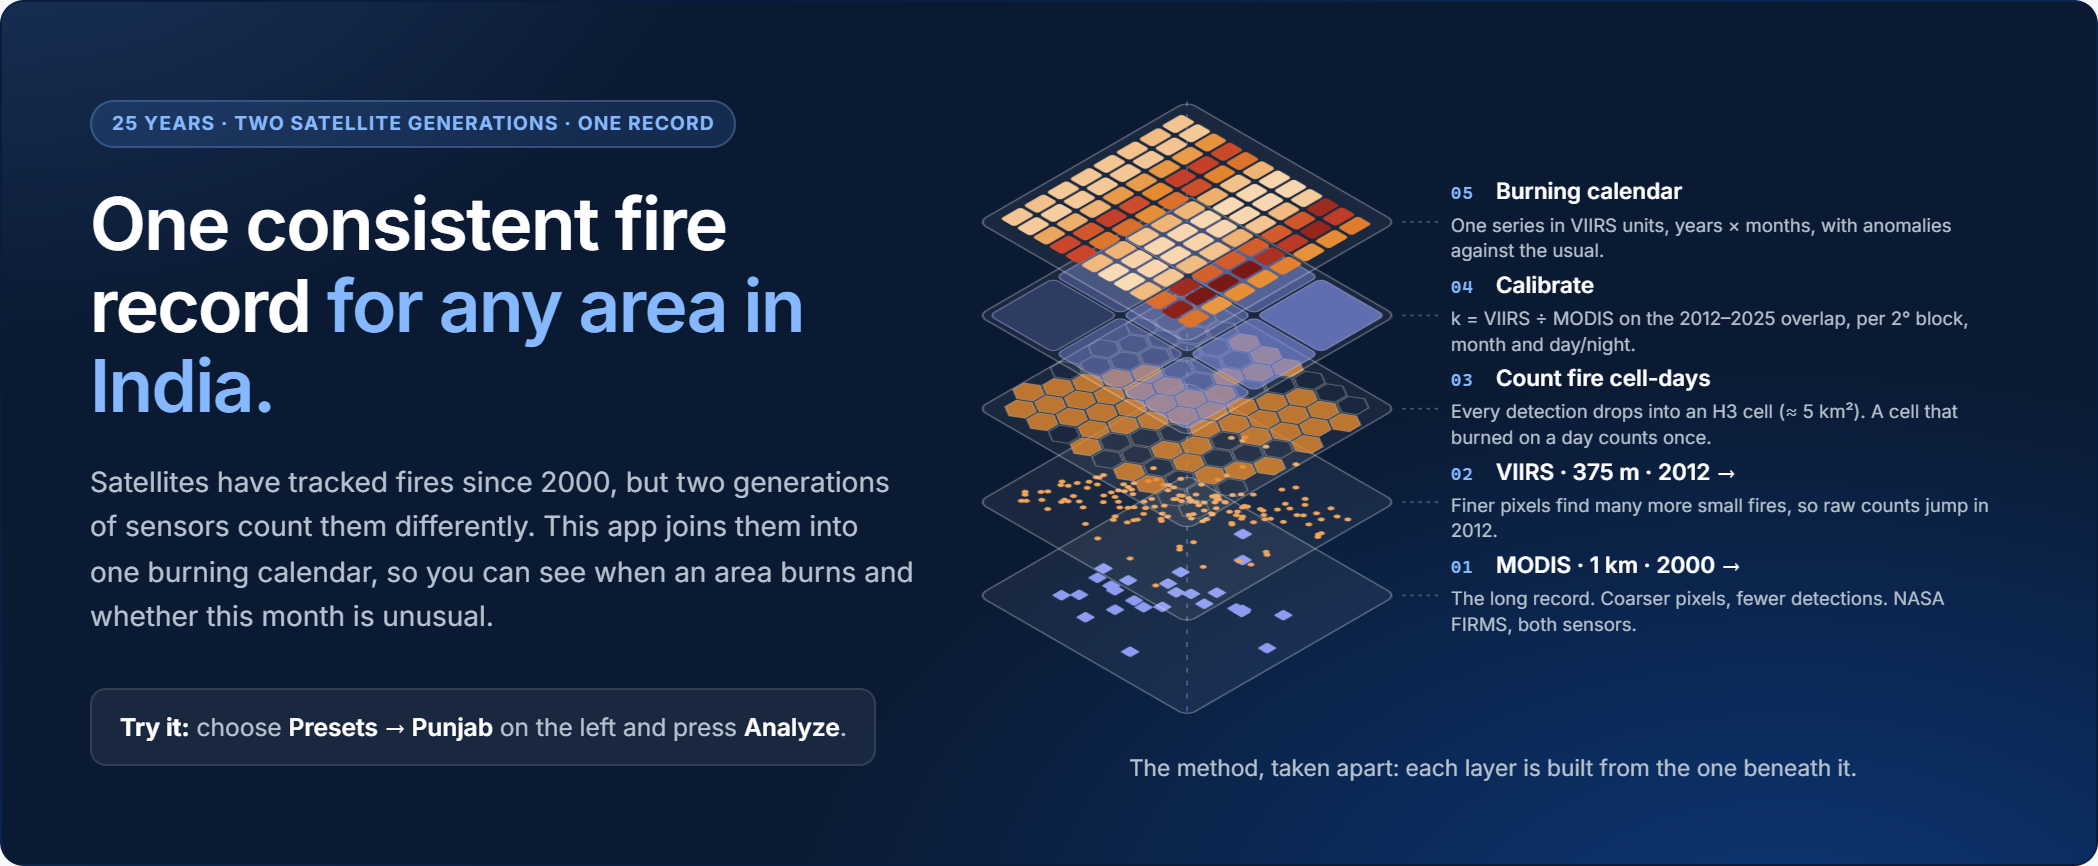 25 YEARS · TWO SATELLITE GENERATIONS · ONE RECORD
One consistent fire
record for any area in
India.
Satellites have tracked fires since 2000, but two generations
of sensors count them differently. This app joins them into
one burning calendar, so you can see when an area burns and
whether this month is unusual.
Try it: choose Presets → Punjab on the left and press Analyze.
05 Burning calendar
One series in VIIRS units, years × months, with anomalies
against the usual.
04 Calibrate
k = VIIRS ÷ MODIS on the 2012–2025 overlap, per 2° block,
month and day/night.
03 Count fire cell-days
Every detection drops into an H3 cell (≈ 5 km²). A cell that
burned on a day counts once.
02 VIIRS · 375 m · 2012 →
Finer pixels find many more small fires, so raw counts jump in
2012.
01 MODIS · 1 km · 2000 →
The long record. Coarser pixels, fewer detections. NASA
FIRMS, both sensors.
The method, taken apart: each layer is built from the one beneath it.